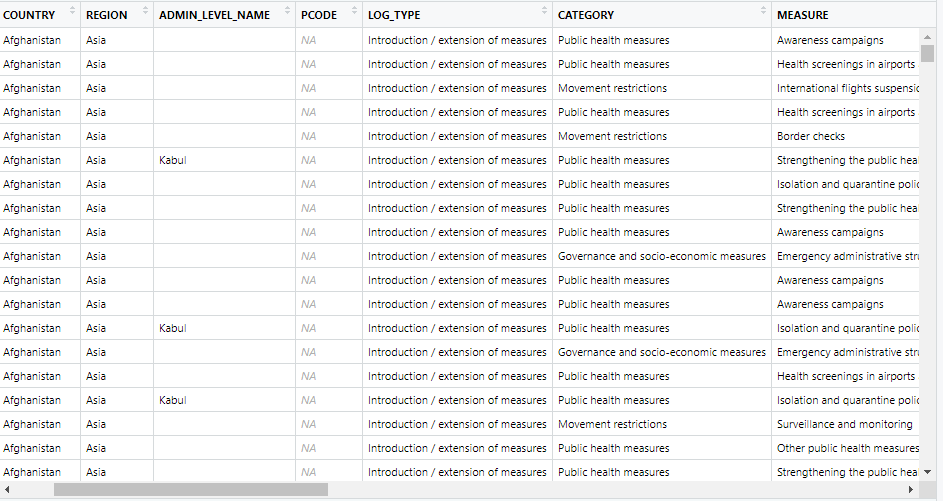 COUNTRY REGION ADMIN_LEVEL_NAME PCODE LOG_TYPE CATEGORY MEASURE
Afghanistan Asia NA Introduction / extension of measures Public health measures Awareness campaigns
Afghanistan Asia NA Introduction / extension of measures Public health measures Health screenings in airports
Afghanistan Asia NA Introduction / extension of measures Movement restrictions International flights suspensio
Afghanistan Asia NA Introduction / extension of measures Public health measures Health screenings in airports
Afghanistan Asia NA Introduction / extension of measures Movement restrictions Border checks
Afghanistan Asia Kabul NA Introduction / extension of measures Public health measures Strengthening the public hea
Afghanistan Asia NA Introduction / extension of measures Public health measures Isolation and quarantine polic
Afghanistan Asia NA Introduction / extension of measures Public health measures Strengthening the public hea
Afghanistan Asia NA Introduction / extension of measures Public health measures Awareness campaigns
Afghanistan Asia NA Introduction / extension of measures Governance and socio-economic measures Emergency administrative stru
Afghanistan Asia NA Introduction / extension of measures Public health measures Awareness campaigns
Afghanistan Asia NA Introduction / extension of measures Public health measures Awareness campaigns
Afghanistan Asia Kabul NA Introduction / extension of measures Public health measures Isolation and quarantine polic
Afghanistan Asia NA Introduction / extension of measures Governance and socio-economic measures Emergency administrative stru
Afghanistan Asia NA Introduction / extension of measures Public health measures Health screenings in airports
Afghanistan Asia Kabul NA Introduction / extension of measures Public health measures Isolation and quarantine polic
Afghanistan Asia NA Introduction / extension of measures Movement restrictions Surveillance and monitoring
Afghanistan Asia NA Introduction / extension of measures Public health measures Other public health measures
Afghanistan Asia NA Introduction / extension of measures Public health measures Strengthening the public hea